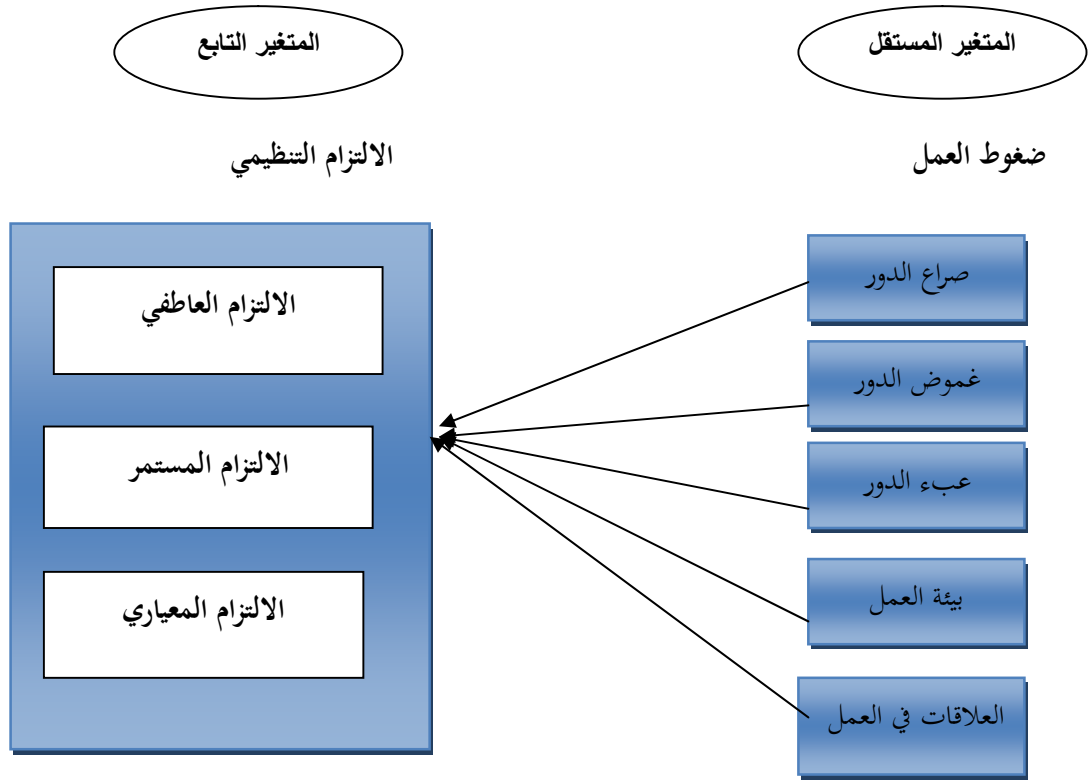 المتغير المستقل
المتغير التابع
ضغوط العمل
الالتزام التنظيمي
صراع الدور
غموض الدور
عبء الدور
بيئة العمل
العلاقات في العمل
الالتزام العاطفي
الالتزام المستمر
الالتزام المعياري